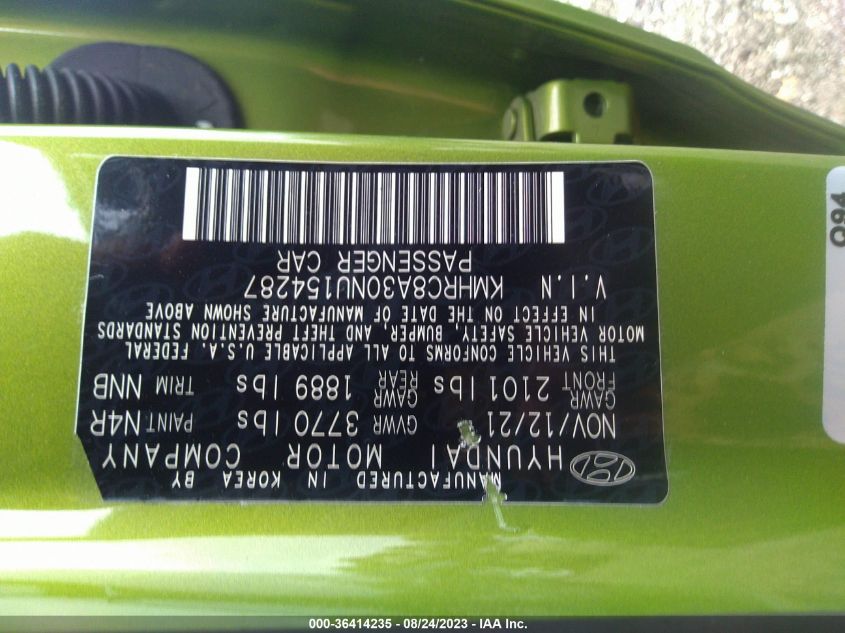 MANUFACTURED IN KOREA BY
HYUNDAI MOTOR COMPANY
NOV/12/21 GVWR 3770 lbs PAINT N4R
GAWR FRONT 2101 lbs GAWR REAR 1889 lbs TRIM NNB
THIS VEHICLE CONFORMS TO ALL APPLICABLE U.S.A. FEDERAL
MOTOR VEHICLE SAFETY, BUMPER, AND THEFT PREVENTION STANDARDS
IN EFFECT ON THE DATE OF MANUFACTURE SHOWN ABOVE
V.I.N KMHRC8A30NU154287
PASSENGER CAR
Q94
000-36414235 - 08/24/2023 - IAA Inc.